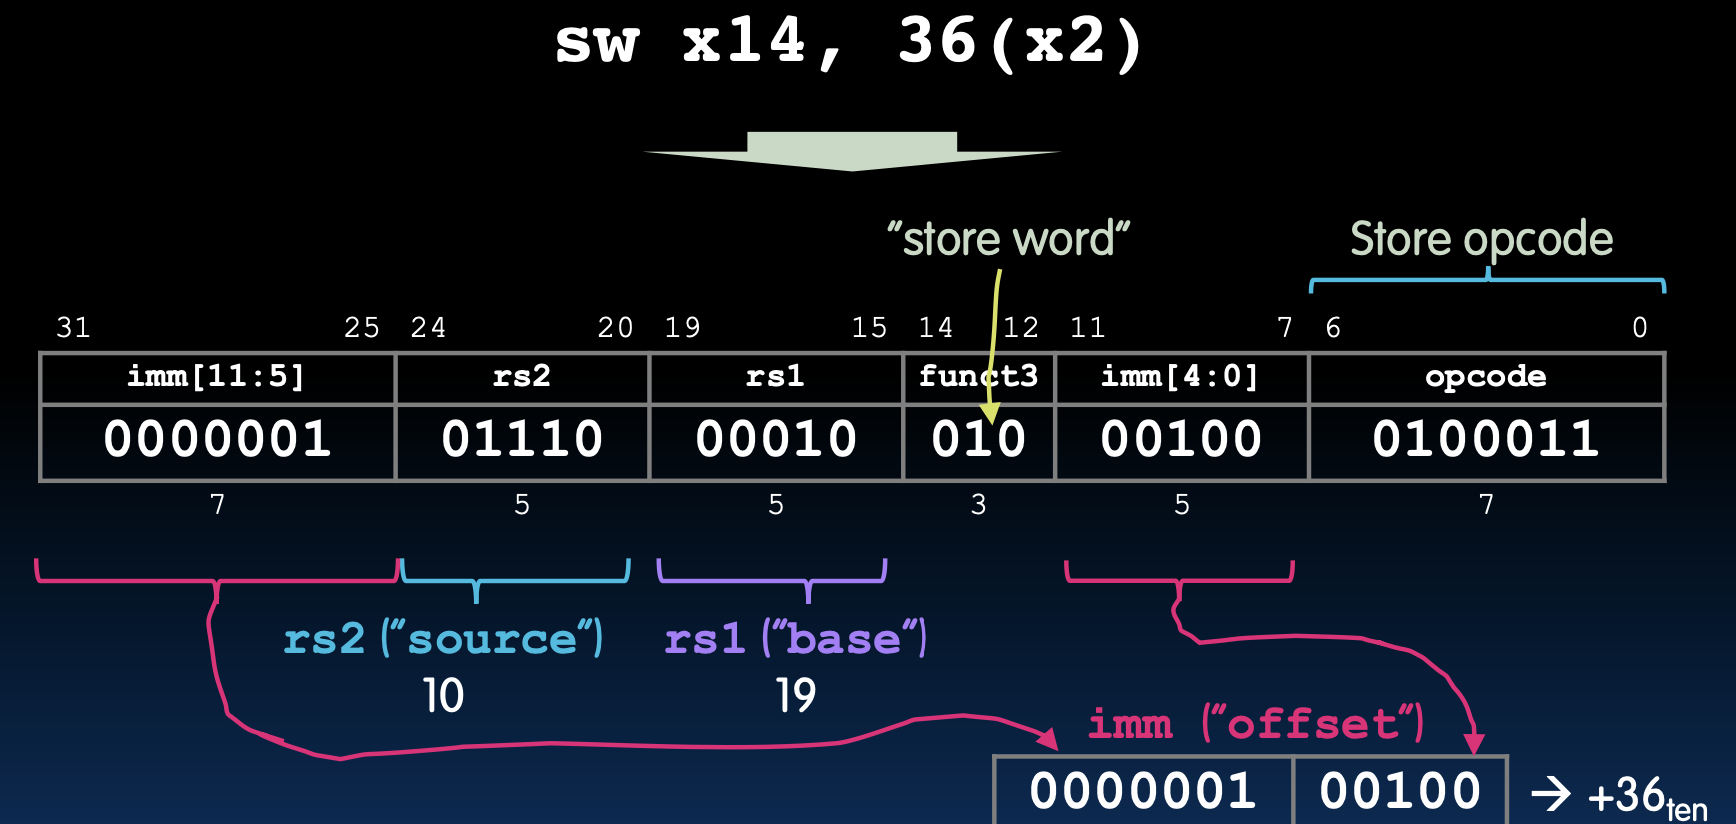 sw x14, 36(x2)
"store word" Store opcode
31 25 24 20 19 15 14 12 11 7 6 0
imm[11:5] rs2 rs1 funct3 imm[4:0] opcode
0000001 01110 00010 010 00100 0100011
7 5 5 3 5 7
rs2 ("source") rs1 ("base")
10 19
imm ("offset")
0000001 00100 → +36ten